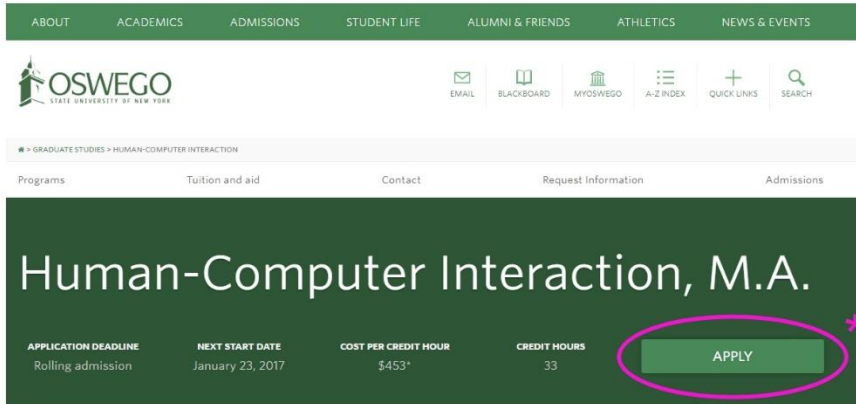 ABOUT ACADEMICS ADMISSIONS STUDENT LIFE ALUMNI & FRIENDS ATHLETICS NEWS & EVENTS
OSWEGO
STATE UNIVERSITY OF NEW YORK
EMAIL BLACKBOARD MYOSWEGO A-Z INDEX QUICK LINKS SEARCH
> GRADUATE STUDIES > HUMAN-COMPUTER INTERACTION
Programs Tuition and aid Contact Request Information Admissions
Human-Computer Interaction, M.A.
*
APPLICATION DEADLINE NEXT START DATE COST PER CREDIT HOUR CREDIT HOURS
Rolling admission January 23, 2017 $453* 33 APPLY